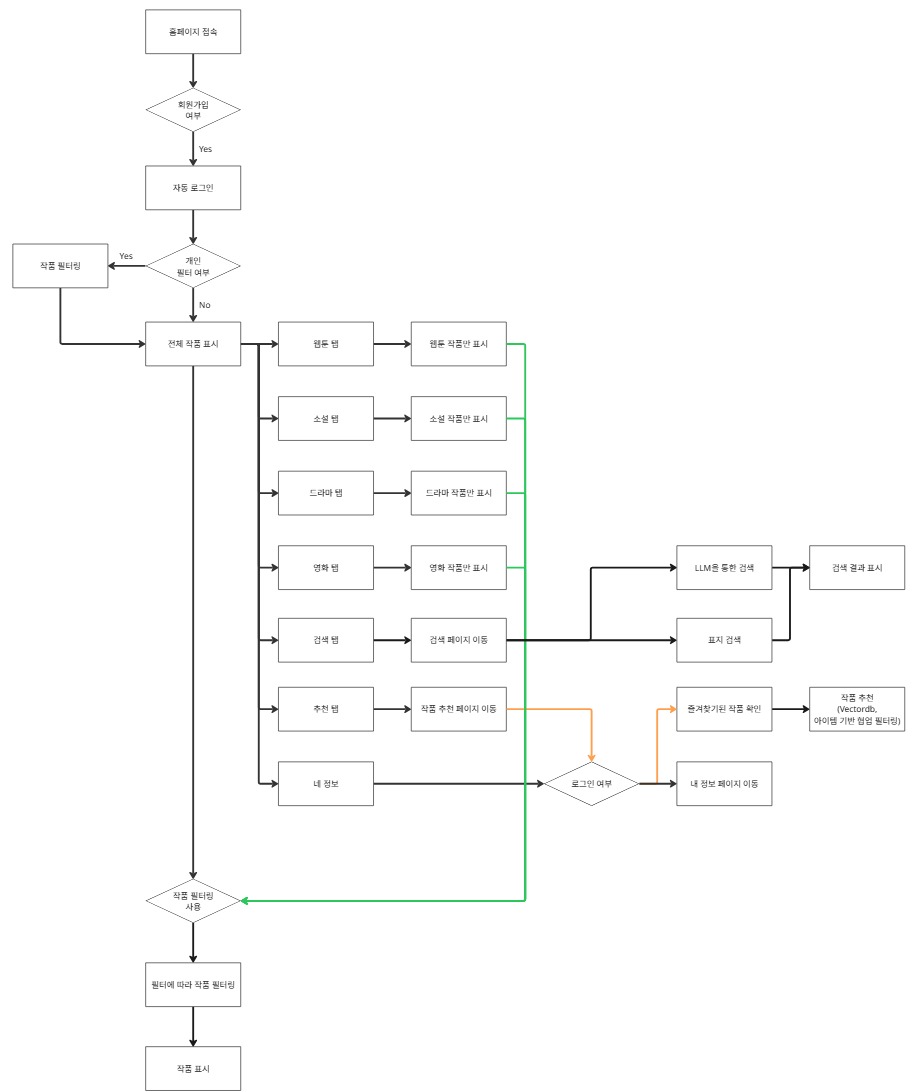 홈페이지 접속
회원가입
여부
Yes
자동 로그인
개인
필터 여부
Yes
작품 필터링
No
전체 작품 표시
웹툰 탭
웹툰 작품만 표시
소설 탭
소설 작품만 표시
드라마 탭
드라마 작품만 표시
영화 탭
영화 작품만 표시
LLM을 통한 검색
검색 결과 표시
검색 탭
검색 페이지 이동
표지 검색
추천 탭
작품 추천 페이지 이동
즐겨찾기된 작품 확인
작품 추천
(Vectordb,
아이템 기반 협업 필터링)
네 정보
로그인 여부
내 정보 페이지 이동
작품 필터링
사용
필터에 따라 작품 필터링
작품 표시